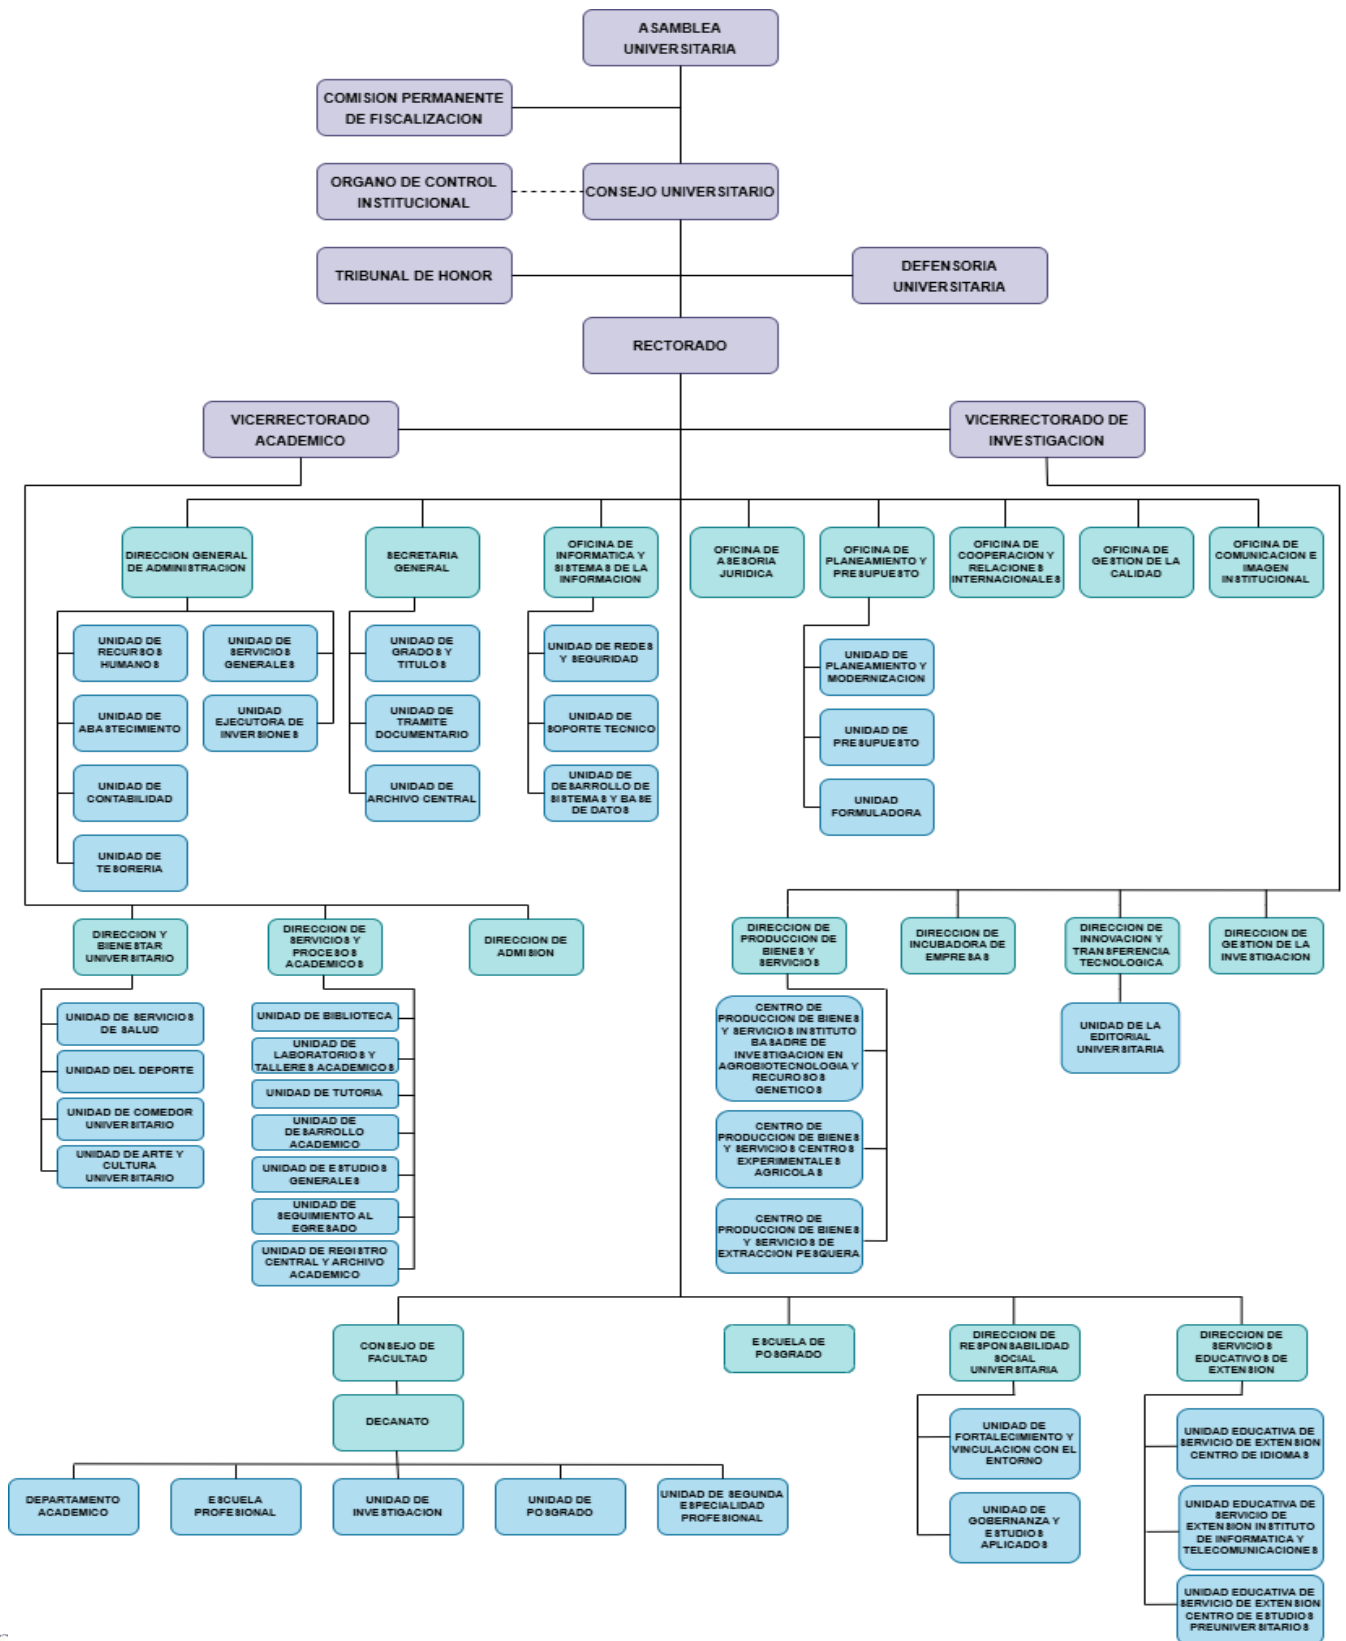 ASAMBLEA
UNIVERSITARIA
COMISION PERMANENTE
DE FISCALIZACION
ORGANO DE CONTROL
INSTITUCIONAL
CONSEJO UNIVERSITARIO
TRIBUNAL DE HONOR
DEFENSORIA
UNIVERSITARIA
RECTORADO
VICERRECTORADO
ACADEMICO
VICERRECTORADO DE
INVESTIGACION
DIRECCION GENERAL
DE ADMINISTRACION
SECRETARIA
GENERAL
OFICINA DE
INFORMATICA Y
SISTEMAS DE LA
INFORMACION
OFICINA DE
ASESORIA
JURIDICA
OFICINA DE
PLANEAMIENTO Y
PRESUPUESTO
OFICINA DE
COOPERACION Y
RELACIONES
INTERNACIONALES
OFICINA DE
GESTION DE LA
CALIDAD
OFICINA DE
COMUNICACION E
IMAGEN
INSTITUCIONAL
UNIDAD DE
RECURSOS
HUMANOS
UNIDAD DE
SERVICIOS
GENERALES
UNIDAD DE
ABASTECIMIENTO
UNIDAD
EJECUTORA DE
INVERSIONES
UNIDAD DE
CONTABILIDAD
UNIDAD DE
TESORERIA
UNIDAD DE
GRADOS Y
TITULOS
UNIDAD DE
TRAMITE
DOCUMENTARIO
UNIDAD DE
ARCHIVO CENTRAL
UNIDAD DE REDES
Y SEGURIDAD
UNIDAD DE
SOPORTE TECNICO
UNIDAD DE
DESARROLLO DE
SISTEMAS Y BASE
DE DATOS
UNIDAD DE
PLANEAMIENTO Y
MODERNIZACION
UNIDAD DE
PRESUPUESTO
UNIDAD
FORMULADORA
DIRECCION Y
BIENESTAR
UNIVERSITARIO
DIRECCION DE
SERVICIOS Y
PROCESOS
ACADEMICOS
DIRECCION DE
ADMISION
DIRECCION DE
PRODUCCION DE
BIENES Y
SERVICIOS
DIRECCION DE
INCUBADORA DE
EMPRESAS
DIRECCION DE
INNOVACION Y
TRANSFERENCIA
TECNOLOGICA
DIRECCION DE
GESTION DE LA
INVESTIGACION
UNIDAD DE SERVICIOS
DE SALUD
UNIDAD DEL DEPORTE
UNIDAD DE COMEDOR
UNIVERSITARIO
UNIDAD DE ARTE Y
CULTURA
UNIVERSITARIO
UNIDAD DE BIBLIOTECA
UNIDAD DE
LABORATORIOS Y
TALLERES ACADEMICOS
UNIDAD DE TUTORIA
UNIDAD DE
DESARROLLO
ACADEMICO
UNIDAD DE ESTUDIOS
GENERALES
UNIDAD DE
SEGUIMIENTO AL
EGRESADO
UNIDAD DE REGISTRO
CENTRAL Y ARCHIVO
ACADEMICO
CENTRO DE
PRODUCCION DE BIENES
Y SERVICIOS INSTITUTO
BASADRE DE
INVESTIGACION EN
AGROBIOTECNOLOGIA Y
RECUROSOS
GENETICOS
CENTRO DE
PRODUCCION DE BIENES
Y SERVICIOS CENTROS
EXPERIMENTALES
AGRICOLAS
CENTRO DE
PRODUCCION DE BIENES
Y SERVICIOS DE
EXTRACCION PESQUERA
UNIDAD DE LA
EDITORIAL
UNIVERSITARIA
CONSEJO DE
FACULTAD
ESCUELA DE
POSGRADO
DIRECCION DE
RESPONSABILIDAD
SOCIAL
UNIVERSITARIA
DIRECCION DE
SERVICIOS
EDUCATIVOS DE
EXTENSION
DECANATO
DEPARTAMENTO
ACADEMICO
ESCUELA
PROFESIONAL
UNIDAD DE
INVESTIGACION
UNIDAD DE
POSGRADO
UNIDAD DE SEGUNDA
ESPECIALIDAD
PROFESIONAL
UNIDAD DE
FORTALECIMIENTO Y
VINCULACION CON EL
ENTORNO
UNIDAD DE
GOBERNANZA Y
ESTUDIOS
APLICADOS
UNIDAD EDUCATIVA DE
SERVICIO DE EXTENSION
CENTRO DE IDIOMAS
UNIDAD EDUCATIVA DE
SERVICIO DE
EXTENSION INSTITUTO
DE INFORMATICA Y
TELECOMUNICACIONES
UNIDAD EDUCATIVA DE
SERVICIO DE EXTENSION
CENTRO DE ESTUDIOS
PREUNIVERSITARIOS